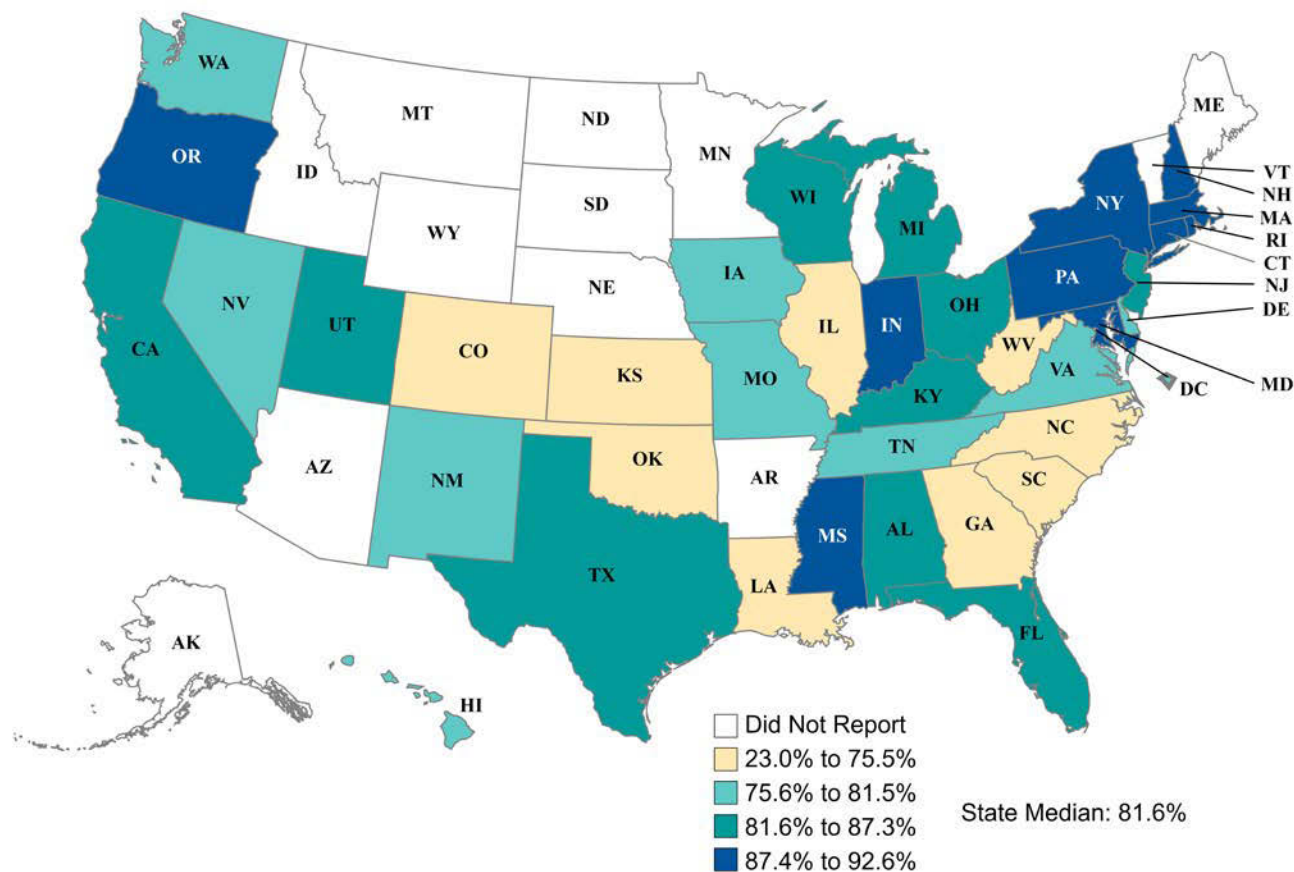 WA
MT
ND
MN
ME
OR
ID
SD
WI
MI
NY
VT
NH
MA
RI
CT
NJ
DE
MD
DC
WY
NE
IA
PA
NV
UT
CO
KS
MO
IL
IN
OH
WV
VA
KY
CA
AZ
NM
OK
AR
TN
NC
SC
GA
AL
MS
LA
TX
FL
AK
HI
Did Not Report
23.0% to 75.5%
75.6% to 81.5%
81.6% to 87.3%
87.4% to 92.6%
State Median: 81.6%